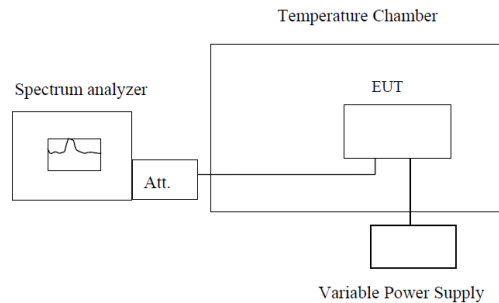 Temperature Chamber
Spectrum analyzer
EUT
Att.
Variable Power Supply